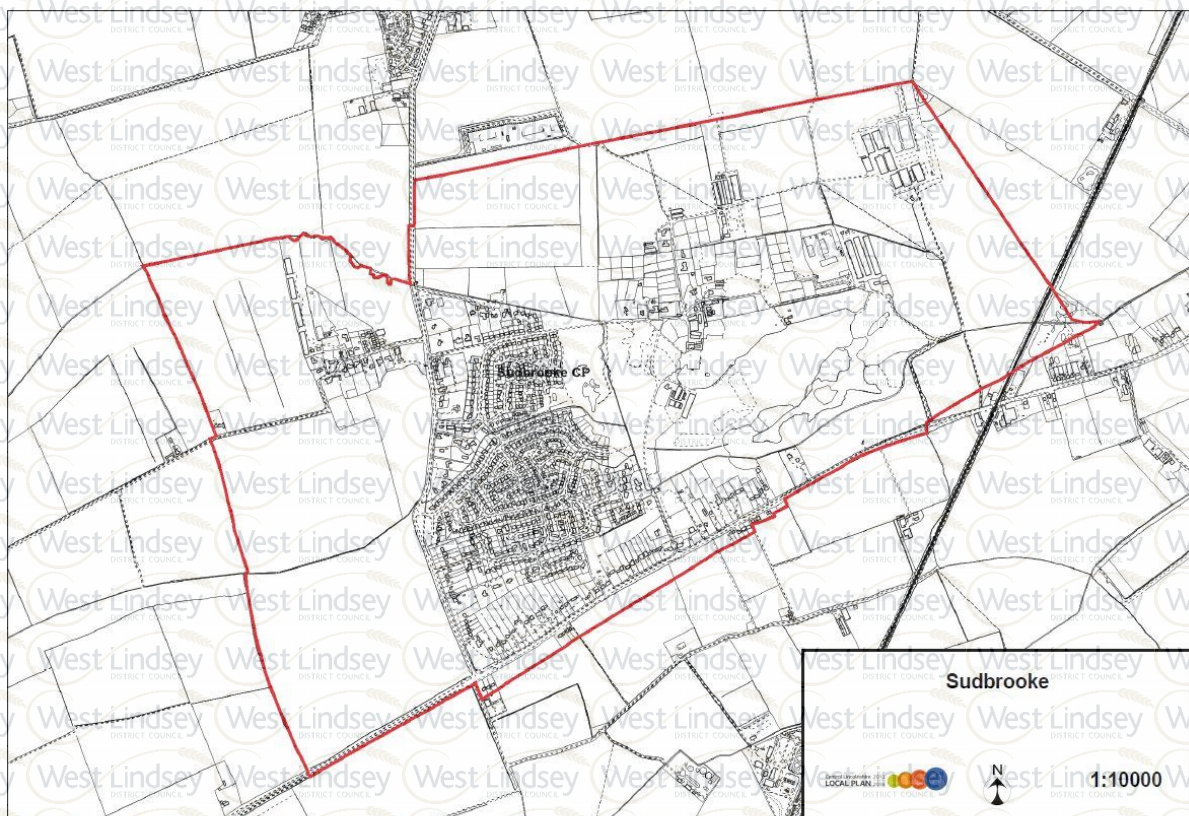 Sudbrooke CP
Sudbrooke
LOCAL PLAN
N
1:10000
West Lindsey
DISTRICT COUNCIL